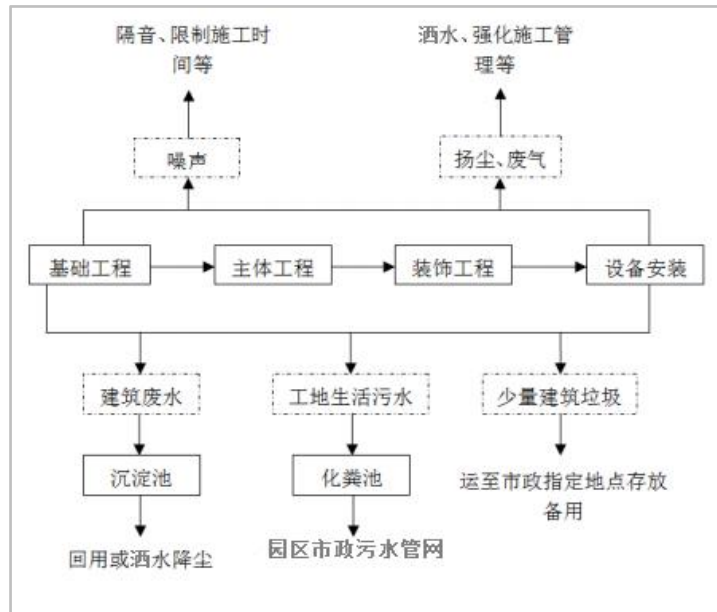 隔音、限制施工时
间等
洒水、强化施工管
理等
噪声
扬尘、废气
基础工程
主体工程
装饰工程
设备安装
建筑废水
工地生活污水
少量建筑垃圾
沉淀池
化粪池
运至市政指定地点存放
备用
回用或洒水降尘
园区市政污水管网